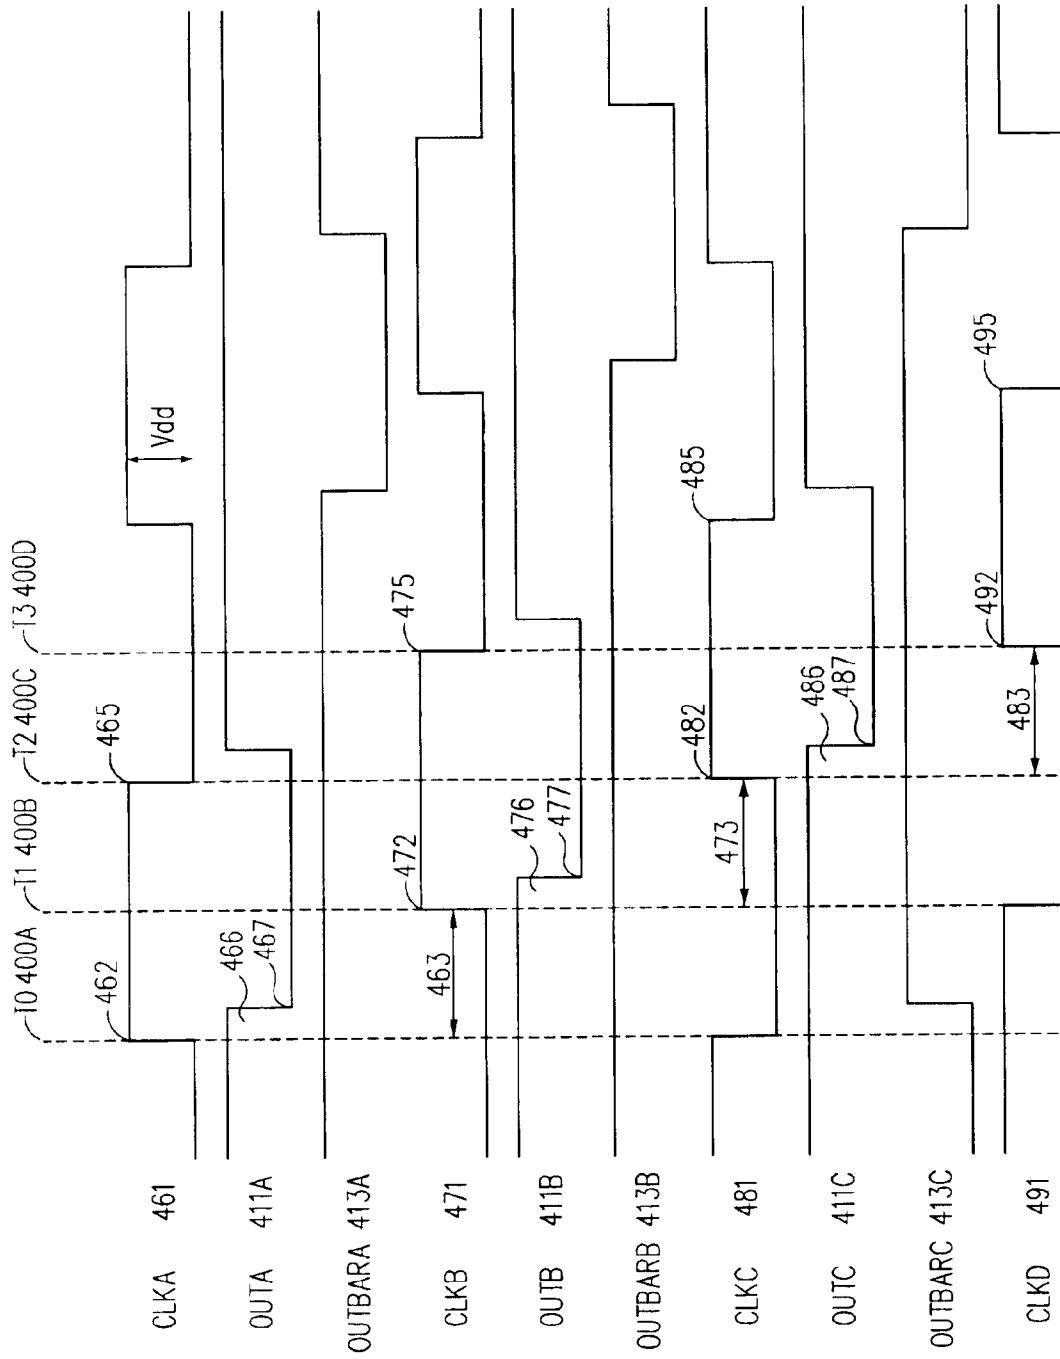 T0 400A T1 400B T2 400C T3 400D
CLKA 461 462 465 Vdd
OUTA 411A 466 467
OUTBARA 413A
CLKB 471 463 472 475
OUTB 411B 476 477
OUTBARB 413B
CLKC 481 473 482 485
OUTC 411C 486 487
OUTBARC 413C
CLKD 491 483 492 495